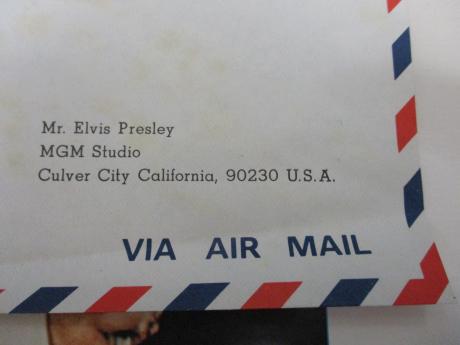 Mr. Elvis Presley
MGM Studio
Culver City California, 90230 U.S.A.
VIA AIR MAIL